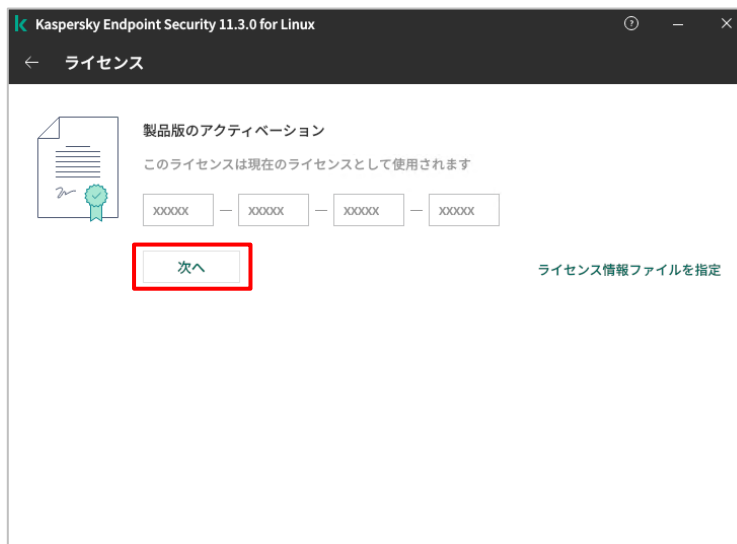 Kaspersky Endpoint Security 11.3.0 for Linux
ライセンス
製品版のアクティベーション
このライセンスは現在のライセンスとして使用されます
xxxxx — xxxxx — xxxxx — xxxxx
次へ
ライセンス情報ファイルを指定